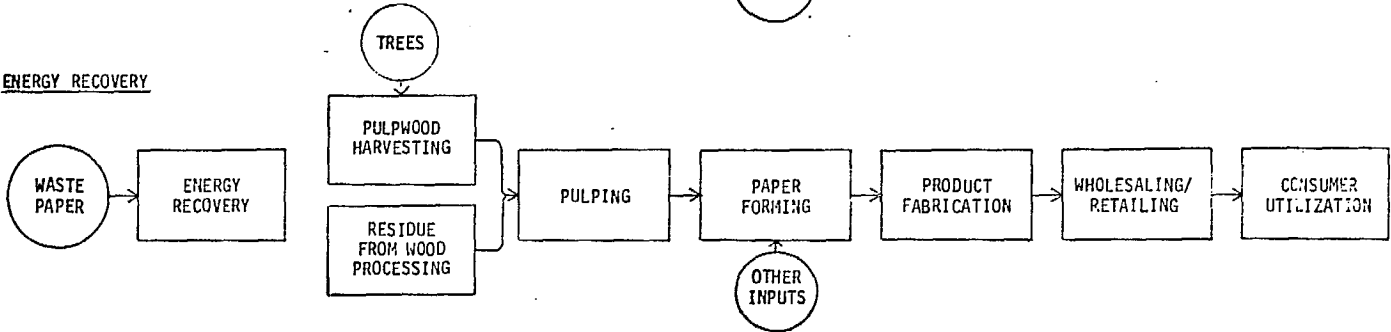 ENERGY RECOVERY
TREES
PULPWOOD
HARVESTING
WASTE
PAPER
ENERGY
RECOVERY
RESIDUE
FROM WOOD
PROCESSING
PULPING
PAPER
FORMING
OTHER
INPUTS
PRODUCT
FABRICATION
WHOLESALING/
RETAILING
CONSUMER
UTILIZATION